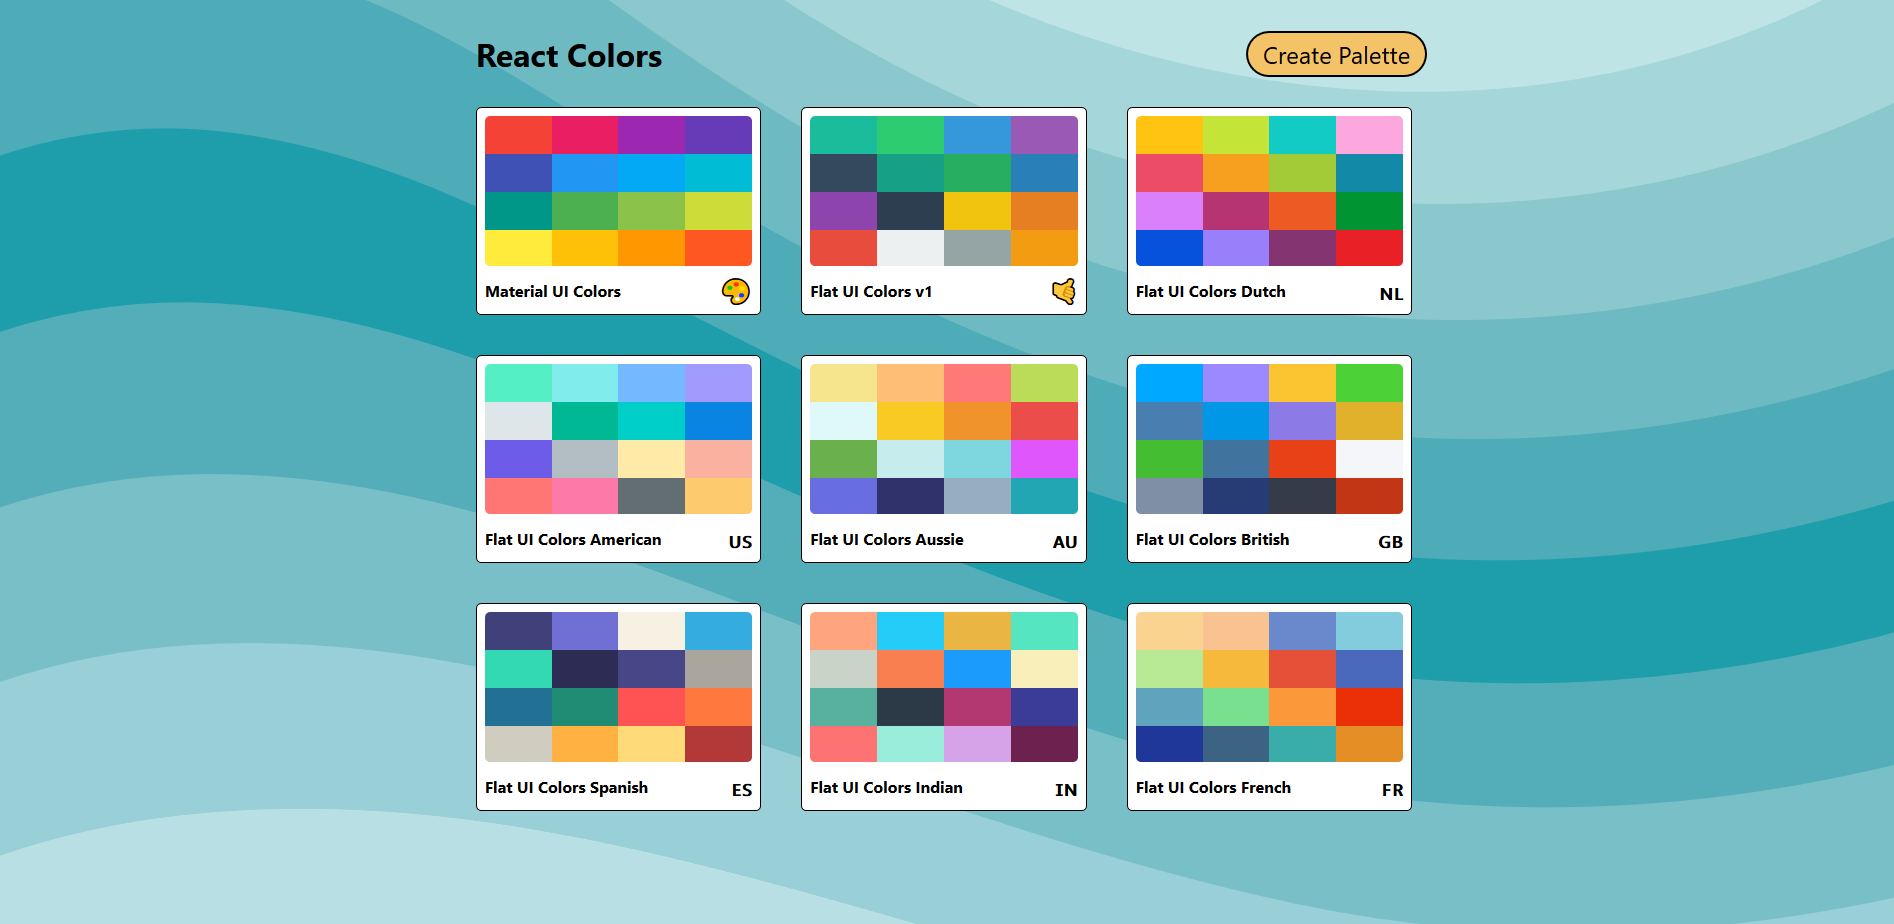 React Colors
Create Palette
Material UI Colors
Flat UI Colors v1
Flat UI Colors Dutch NL
Flat UI Colors American US
Flat UI Colors Aussie AU
Flat UI Colors British GB
Flat UI Colors Spanish ES
Flat UI Colors Indian IN
Flat UI Colors French FR